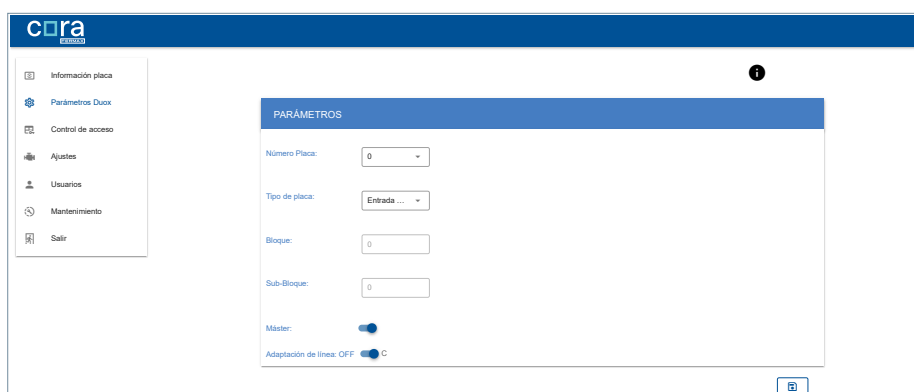 cora
FERMAX
Información placa
Parámetros Duox
Control de acceso
Ajustes
Usuarios
Mantenimiento
Salir
PARÁMETROS
Número Placa: 0
Tipo de placa: Entrada ...
Bloque: 0
Sub-Bloque: 0
Máster:
Adaptación de línea: OFF C